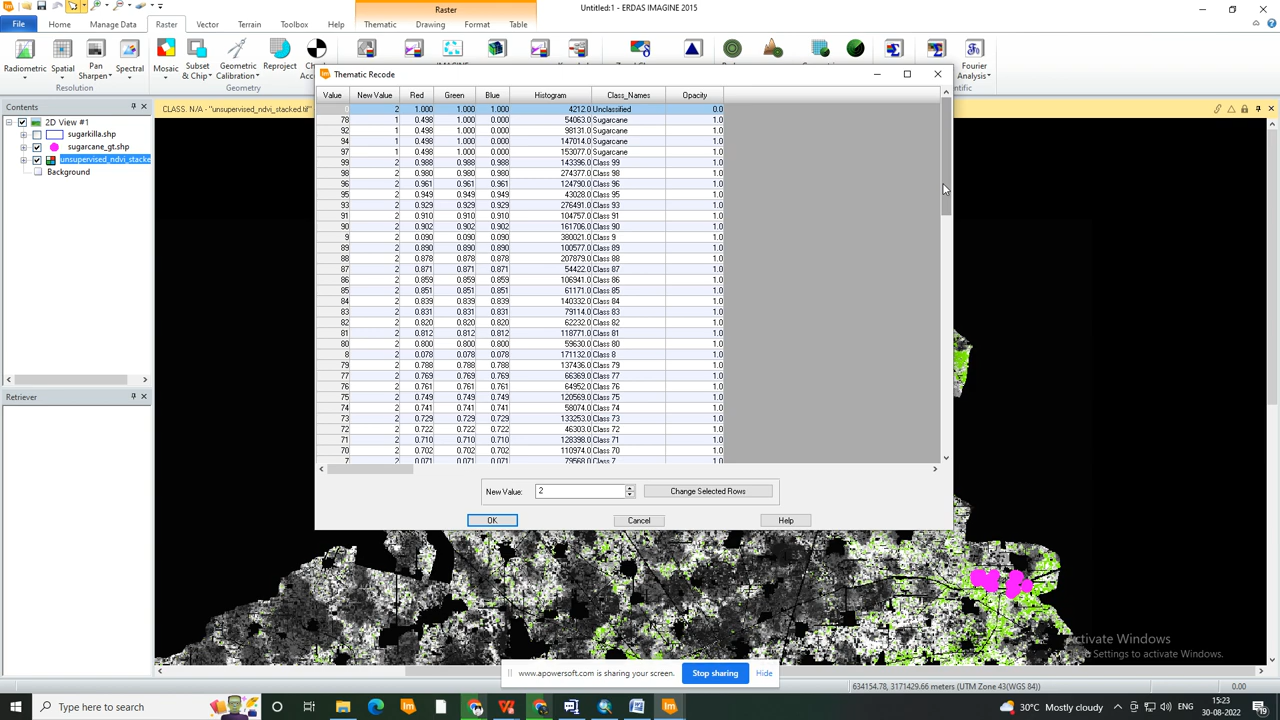 Raster
Untitled:1 - ERDAS IMAGINE 2015
File Home Manage Data Raster Vector Terrain Toolbox Help Thematic Drawing Format Table
Radiometric Spatial Pan Sharpen Spectral Mosaic Subset & Chip Geometric Calibration Reproject Check Fourier Analysis
Resolution Geometry
Contents
2D View #1
sugarkilla.shp
sugarcane_gt.shp
unsupervised_ndvi_stacke
Background
Retriever
CLASS. N/A - "unsupervised_ndvi_stacked.tif"
Thematic Recode
Value New Value Red Green Blue Histogram Class_Names Opacity
0 2 1.000 1.000 1.000 4212.0 Unclassified 0.0
78 1 0.498 1.000 0.000 54063.0 Sugarcane 1.0
92 1 0.498 1.000 0.000 98131.0 Sugarcane 1.0
94 1 0.498 1.000 0.000 147014.0 Sugarcane 1.0
97 1 0.498 1.000 0.000 153077.0 Sugarcane 1.0
99 2 0.988 0.988 0.988 143396.0 Class 99 1.0
98 2 0.980 0.980 0.980 274377.0 Class 98 1.0
96 2 0.961 0.961 0.961 124790.0 Class 96 1.0
95 2 0.949 0.949 0.949 43028.0 Class 95 1.0
93 2 0.929 0.929 0.929 276491.0 Class 93 1.0
91 2 0.910 0.910 0.910 104757.0 Class 91 1.0
90 2 0.902 0.902 0.902 161706.0 Class 90 1.0
9 2 0.090 0.090 0.090 380021.0 Class 9 1.0
89 2 0.890 0.890 0.890 100577.0 Class 89 1.0
88 2 0.878 0.878 0.878 207879.0 Class 88 1.0
87 2 0.871 0.871 0.871 54422.0 Class 87 1.0
86 2 0.859 0.859 0.859 106941.0 Class 86 1.0
85 2 0.851 0.851 0.851 61171.0 Class 85 1.0
84 2 0.839 0.839 0.839 140332.0 Class 84 1.0
83 2 0.831 0.831 0.831 79114.0 Class 83 1.0
82 2 0.820 0.820 0.820 62232.0 Class 82 1.0
81 2 0.812 0.812 0.812 118771.0 Class 81 1.0
80 2 0.800 0.800 0.800 59630.0 Class 80 1.0
8 2 0.078 0.078 0.078 171132.0 Class 8 1.0
79 2 0.788 0.788 0.788 137436.0 Class 79 1.0
77 2 0.769 0.769 0.769 66369.0 Class 77 1.0
76 2 0.761 0.761 0.761 64952.0 Class 76 1.0
75 2 0.749 0.749 0.749 120569.0 Class 75 1.0
74 2 0.741 0.741 0.741 58074.0 Class 74 1.0
73 2 0.729 0.729 0.729 133253.0 Class 73 1.0
72 2 0.722 0.722 0.722 46303.0 Class 72 1.0
71 2 0.710 0.710 0.710 128398.0 Class 71 1.0
70 2 0.702 0.702 0.702 110974.0 Class 70 1.0
7 2 0.071 0.071 0.071 79568.0 Class 7 1.0
New Value: 2 Change Selected Rows
OK Cancel Help
Activate Windows
Settings to activate Windows.
www.apowersoft.com is sharing your screen. Stop sharing Hide
634154.78, 3171429.66 meters (UTM Zone 43(WGS 84)) 0.00
Type here to search
30°C Mostly cloudy ENG 15:23
30-08-2022